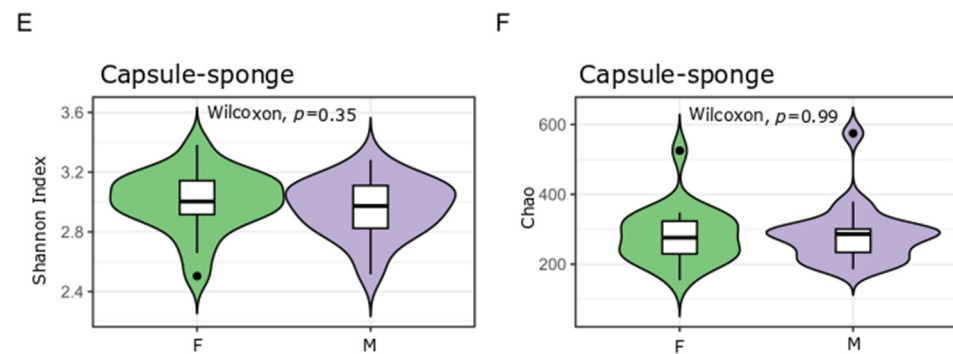 E
Capsule-sponge
Wilcoxon, p=0.35
Shannon Index
3.6
3.2
2.8
2.4
F
M
F
Capsule-sponge
Wilcoxon, p=0.99
Chao
600
400
200
F
M